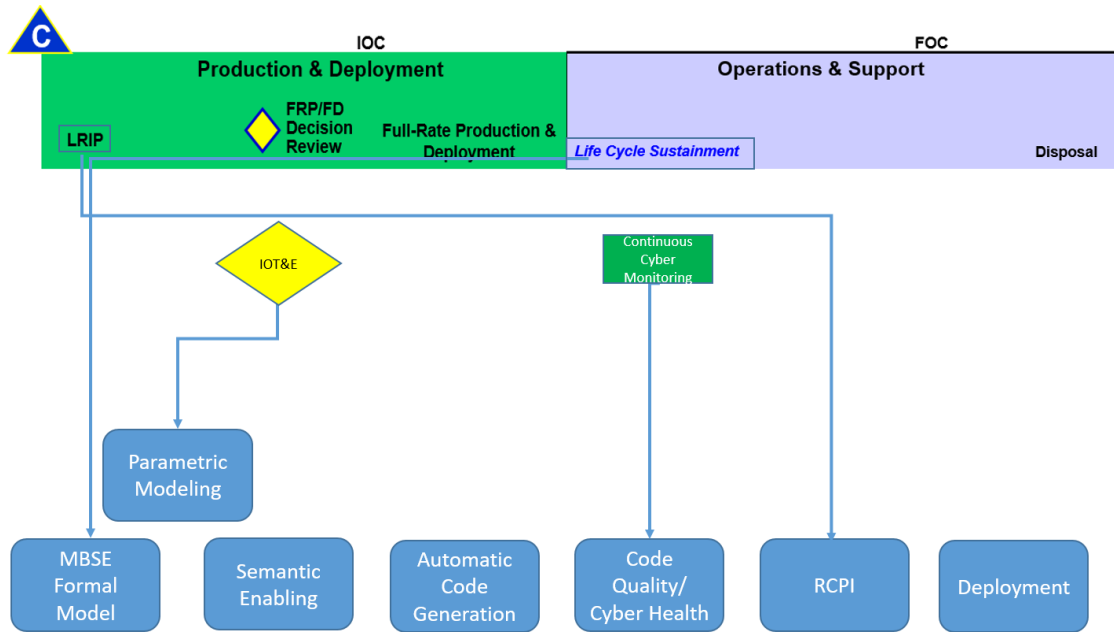 C
IOC
FOC
Production & Deployment
Operations & Support
LRIP
FRP/FD
Decision
Review
Full-Rate Production &
Deployment
Life Cycle Sustainment
Disposal
IOT&E
Continuous
Cyber
Monitoring
Parametric
Modeling
MBSE
Formal
Model
Semantic
Enabling
Automatic
Code
Generation
Code
Quality/
Cyber Health
RCPI
Deployment